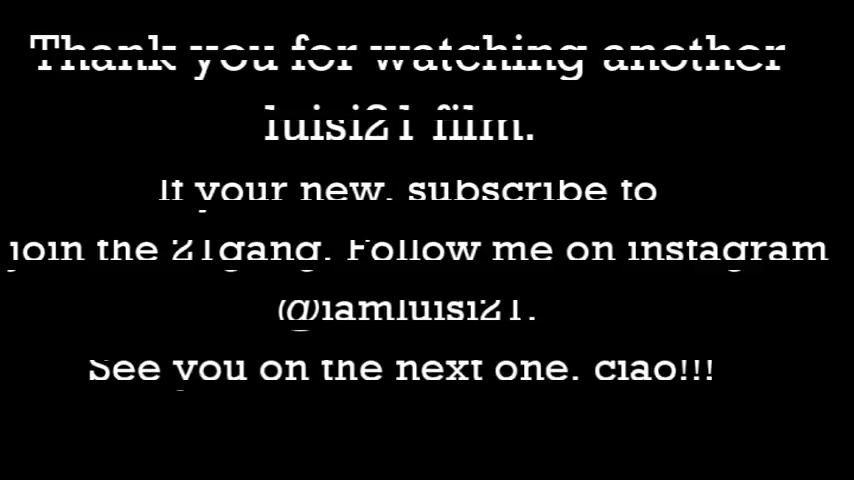 Thank you for watching another
luisi21 film.
If your new. subscribe to
join the 21gang. Follow me on instagram
@iamluisi21.
See you on the next one. ciao!!!